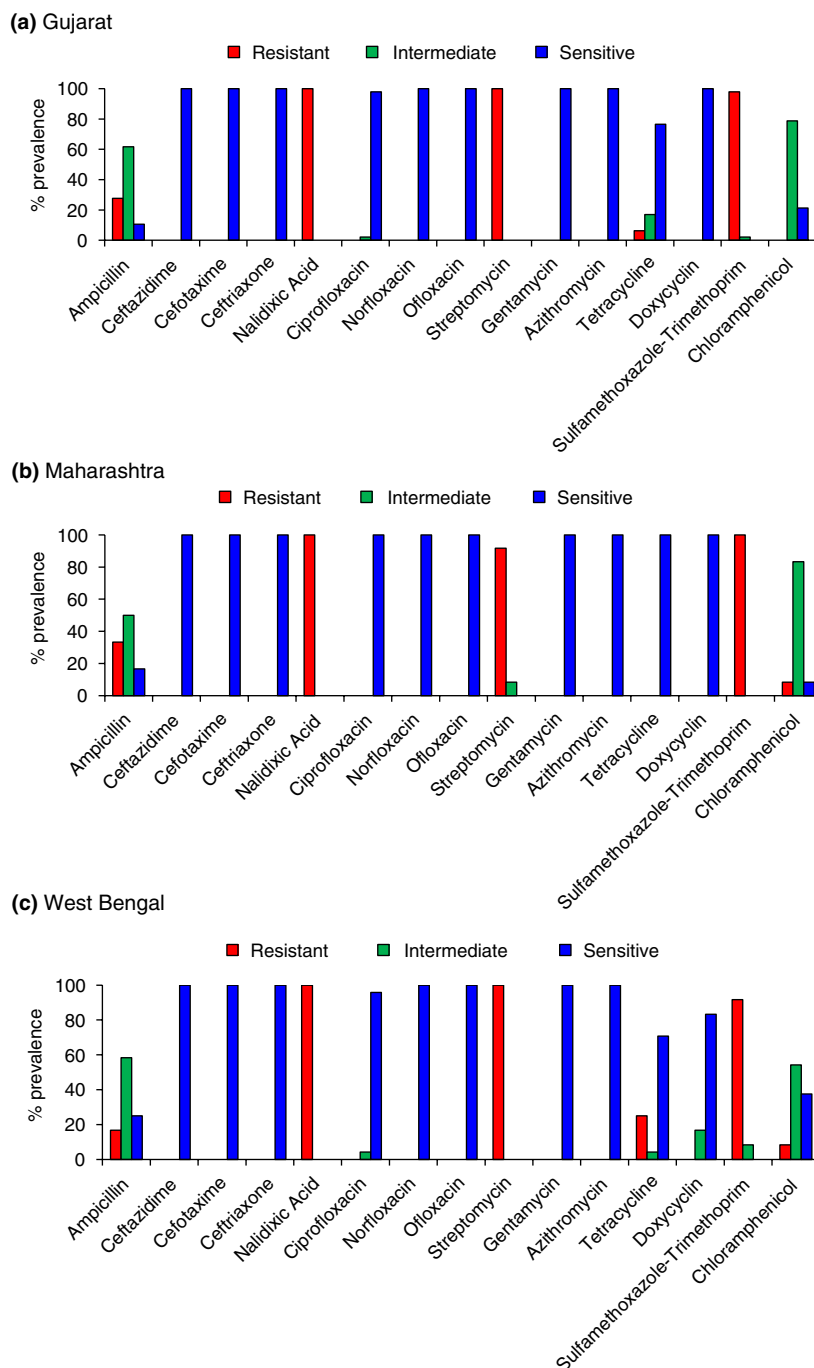 (a) Gujarat
Resistant Intermediate Sensitive
100
80
60
40
20
0
% prevalence
Ampicillin
Ceftazidime
Cefotaxime
Ceftriaxone
Nalidixic Acid
Ciprofloxacin
Norfloxacin
Ofloxacin
Streptomycin
Gentamycin
Azithromycin
Tetracycline
Doxycyclin
Sulfamethoxazole-Trimethoprim
Chloramphenicol
(b) Maharashtra
Resistant Intermediate Sensitive
100
80
60
40
20
0
% prevalence
Ampicillin
Ceftazidime
Cefotaxime
Ceftriaxone
Nalidixic Acid
Ciprofloxacin
Norfloxacin
Ofloxacin
Streptomycin
Gentamycin
Azithromycin
Tetracycline
Doxycyclin
Sulfamethoxazole-Trimethoprim
Chloramphenicol
(c) West Bengal
Resistant Intermediate Sensitive
100
80
60
40
20
0
% prevalence
Ampicillin
Ceftazidime
Cefotaxime
Ceftriaxone
Nalidixic Acid
Ciprofloxacin
Norfloxacin
Ofloxacin
Streptomycin
Gentamycin
Azithromycin
Tetracycline
Doxycyclin
Sulfamethoxazole-Trimethoprim
Chloramphenicol